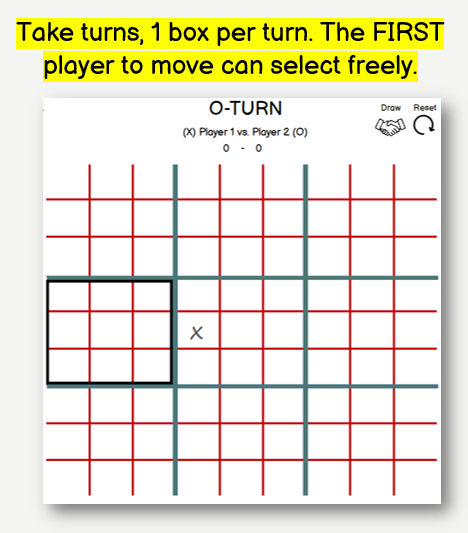 Take turns, 1 box per turn. The FIRST
player to move can select freely.
O-TURN
Draw Reset
(X) Player 1 vs. Player 2 (O)
0 - 0
X